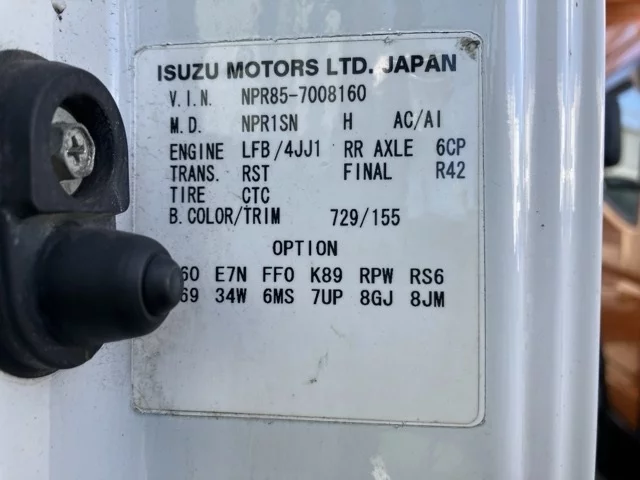 ISUZU MOTORS LTD. JAPAN
V.I.N. NPR85-7008160
M.D. NPR1SN H AC/AI
ENGINE LFB/4JJ1 RR AXLE 6CP
TRANS. RST FINAL R42
TIRE CTC
B.COLOR/TRIM 729/155
OPTION
E7N FF0 K89 RPW RS6
34W 6MS 7UP 8GJ 8JM